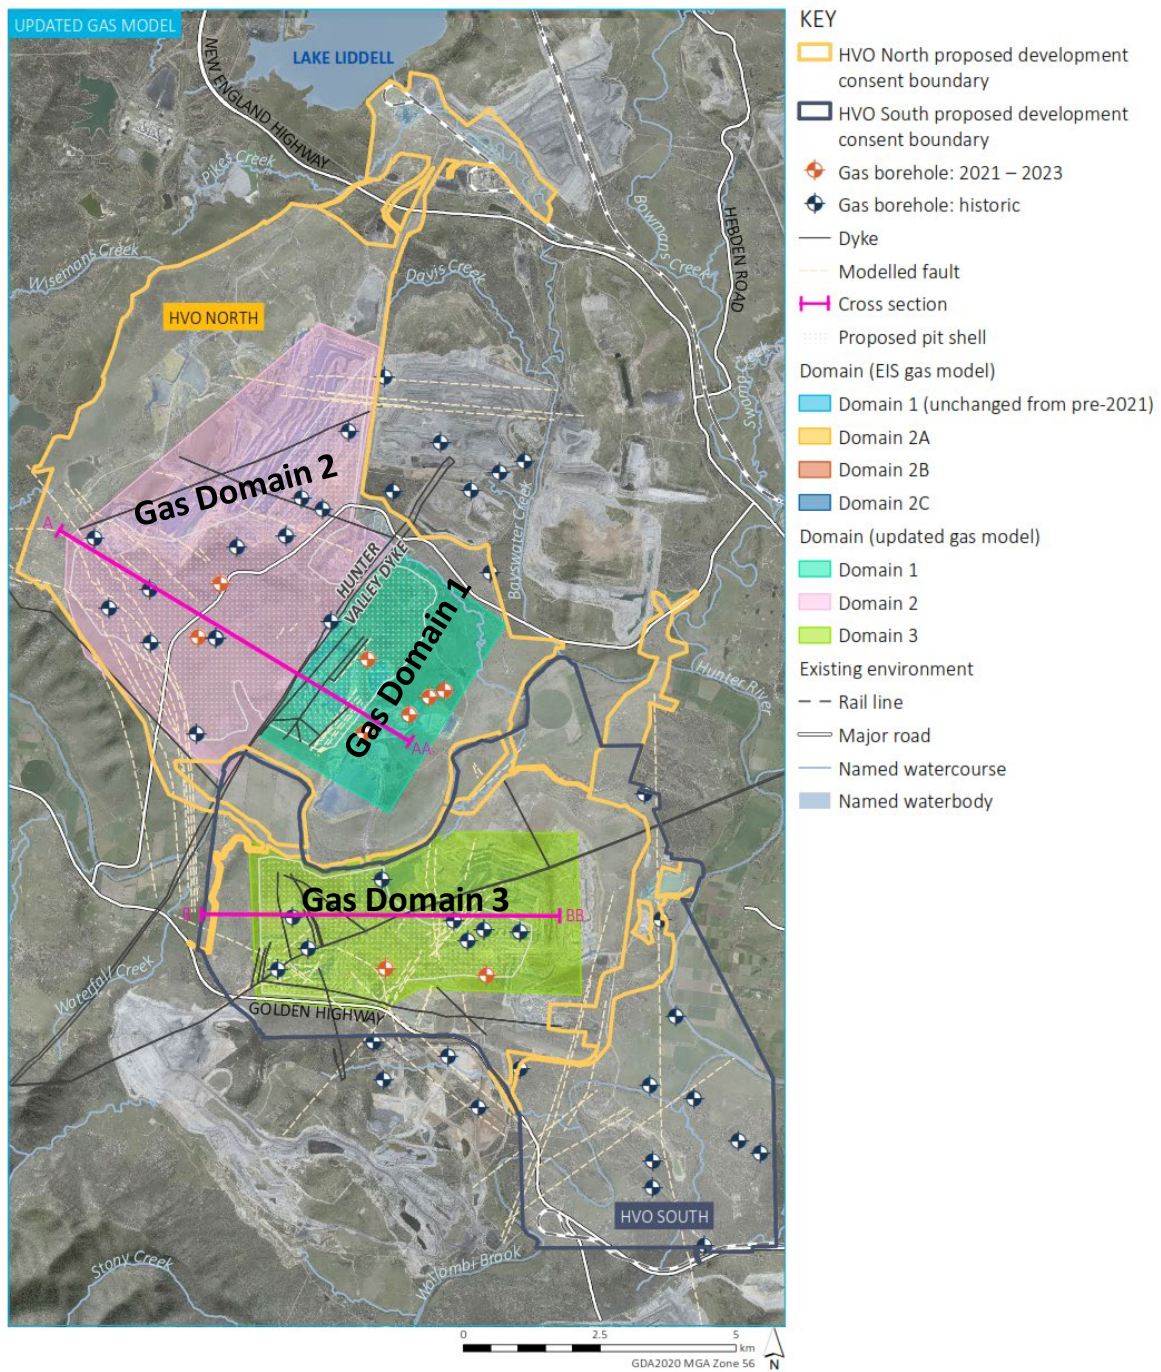 UPDATED GAS MODEL
LAKE LIDDELL
NEW ENGLAND HIGHWAY
Pikes Creek
Bowmans Creek
HEBDEN ROAD
Wisemans Creek
Davis Creek
Swamp Creek
HVO NORTH
Gas Domain 2
A
Bayswater Creek
HUNTER
VALLEY DYKE
Gas Domain 1
Hunter River
AA
Gas Domain 3
B
BB
Waterfall Creek
GOLDEN HIGHWAY
HVO SOUTH
Stony Creek
Wollombi Brook
KEY
HVO North proposed development
consent boundary
HVO South proposed development
consent boundary
Gas borehole: 2021 – 2023
Gas borehole: historic
Dyke
Modelled fault
Cross section
Proposed pit shell
Domain (EIS gas model)
Domain 1 (unchanged from pre-2021)
Domain 2A
Domain 2B
Domain 2C
Domain (updated gas model)
Domain 1
Domain 2
Domain 3
Existing environment
Rail line
Major road
Named watercourse
Named waterbody
0 2.5 5
km
GDA2020 MGA Zone 56
N